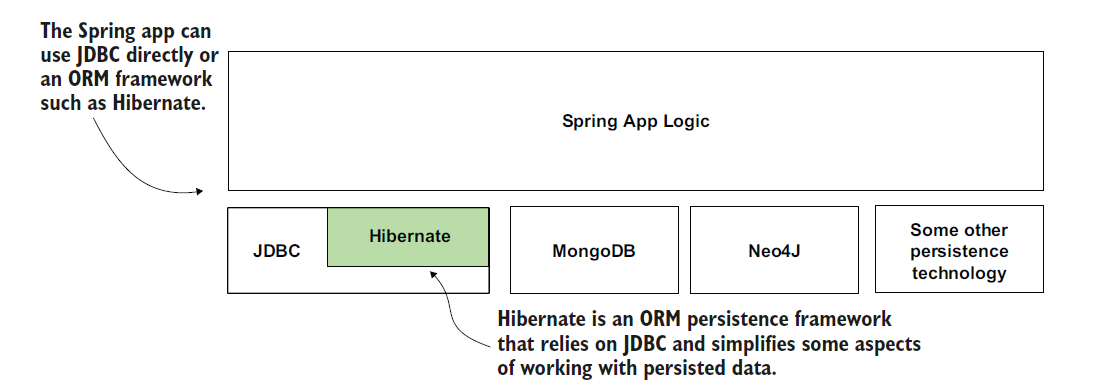 The Spring app can
use JDBC directly or
an ORM framework
such as Hibernate.
Spring App Logic
JDBC
Hibernate
MongoDB
Neo4J
Some other
persistence
technology
Hibernate is an ORM persistence framework
that relies on JDBC and simplifies some aspects
of working with persisted data.